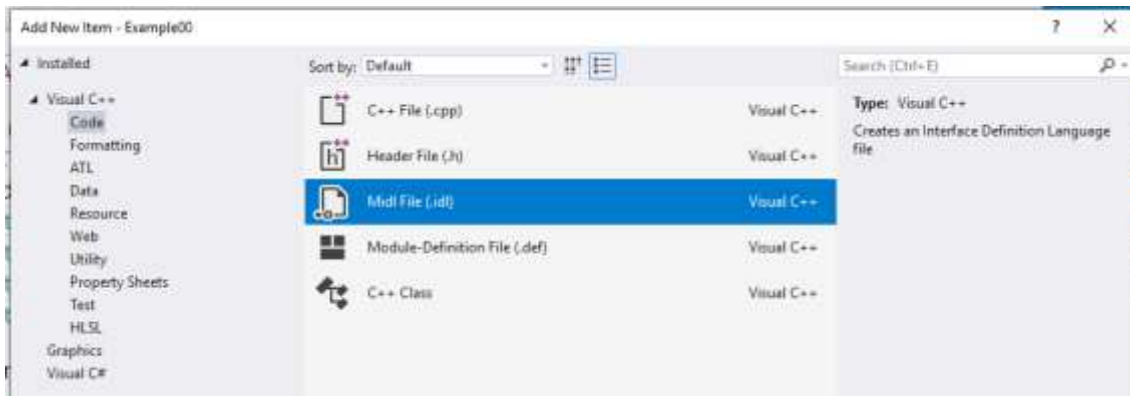 Add New Item - Example00
? ×
Installed
Visual C++
Code
Formatting
ATL
Data
Resource
Web
Utility
Property Sheets
Test
HLSL
Graphics
Visual C#
Sort by: Default
C++ File (.cpp) Visual C++
Header File (.h) Visual C++
Midl File (.idl) Visual C++
Module-Definition File (.def) Visual C++
C++ Class Visual C++
Search (Ctrl+E)
Type: Visual C++
Creates an Interface Definition Language
file